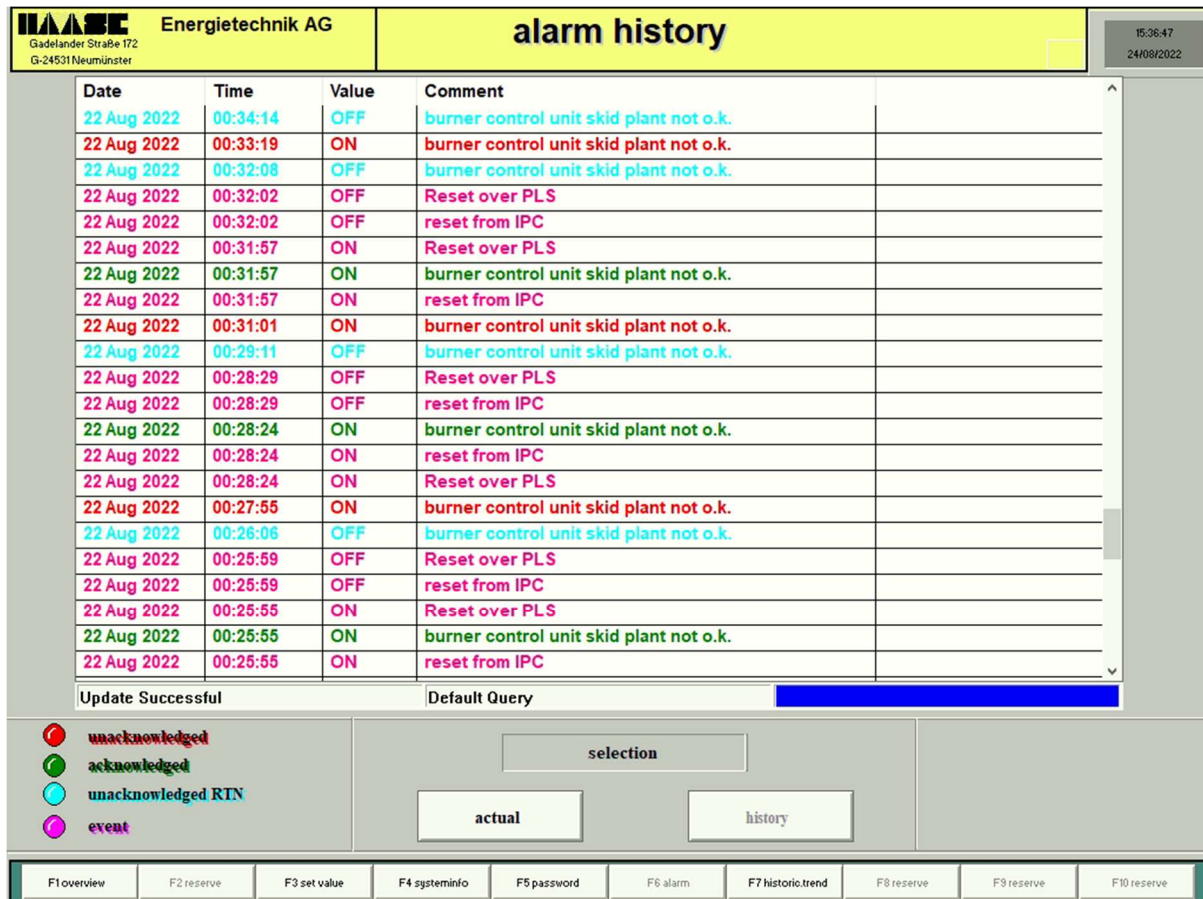 HAASE Energietechnik AG
Gadelander Straße 172
G-24531 Neumünster
alarm history
15:36:47
24/08/2022
Date Time Value Comment
22 Aug 2022 00:34:14 OFF burner control unit skid plant not o.k.
22 Aug 2022 00:33:19 ON burner control unit skid plant not o.k.
22 Aug 2022 00:32:08 OFF burner control unit skid plant not o.k.
22 Aug 2022 00:32:02 OFF Reset over PLS
22 Aug 2022 00:32:02 OFF reset from IPC
22 Aug 2022 00:31:57 ON Reset over PLS
22 Aug 2022 00:31:57 ON burner control unit skid plant not o.k.
22 Aug 2022 00:31:57 ON reset from IPC
22 Aug 2022 00:31:01 ON burner control unit skid plant not o.k.
22 Aug 2022 00:29:11 OFF burner control unit skid plant not o.k.
22 Aug 2022 00:28:29 OFF Reset over PLS
22 Aug 2022 00:28:29 OFF reset from IPC
22 Aug 2022 00:28:24 ON burner control unit skid plant not o.k.
22 Aug 2022 00:28:24 ON reset from IPC
22 Aug 2022 00:28:24 ON Reset over PLS
22 Aug 2022 00:27:55 ON burner control unit skid plant not o.k.
22 Aug 2022 00:26:06 OFF burner control unit skid plant not o.k.
22 Aug 2022 00:25:59 OFF Reset over PLS
22 Aug 2022 00:25:59 OFF reset from IPC
22 Aug 2022 00:25:55 ON Reset over PLS
22 Aug 2022 00:25:55 ON burner control unit skid plant not o.k.
22 Aug 2022 00:25:55 ON reset from IPC
Update Successful Default Query
unacknowledged
acknowledged
unacknowledged RTN
event
selection
actual history
F1 overview F2 reserve F3 set value F4 systeminfo F5 password F6 alarm F7 historic.trend F8 reserve F9 reserve F10 reserve